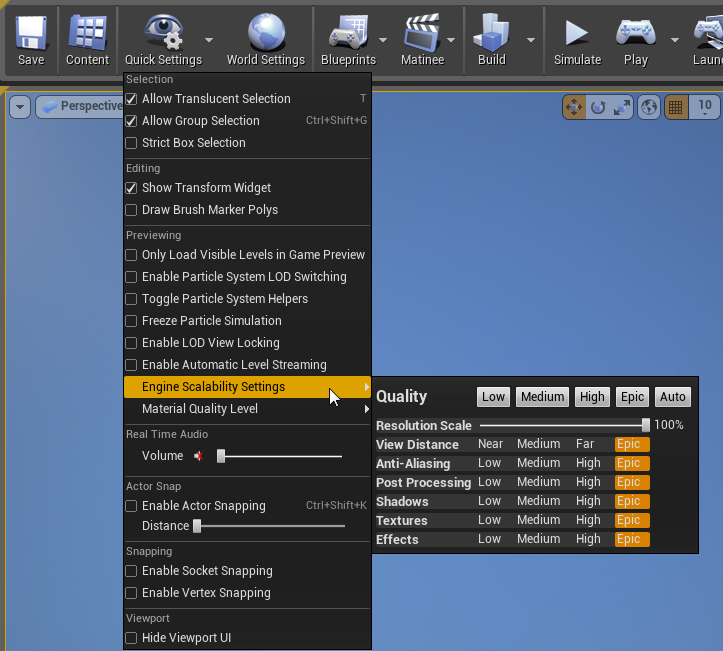 Save Content Quick Settings World Settings Blueprints Matinee Build Simulate Play Laun
Selection
Perspective
Allow Translucent Selection T
10
Allow Group Selection Ctrl+Shift+G
Strict Box Selection
Editing
Show Transform Widget
Draw Brush Marker Polys
Previewing
Only Load Visible Levels in Game Preview
Enable Particle System LOD Switching
Toggle Particle System Helpers
Freeze Particle Simulation
Enable LOD View Locking
Enable Automatic Level Streaming
Engine Scalability Settings
Material Quality Level
Real Time Audio
Volume
Actor Snap
Enable Actor Snapping Ctrl+Shift+K
Distance
Snapping
Enable Socket Snapping
Enable Vertex Snapping
Viewport
Hide Viewport UI
Quality Low Medium High Epic Auto
Resolution Scale 100%
View Distance Near Medium Far Epic
Anti-Aliasing Low Medium High Epic
Post Processing Low Medium High Epic
Shadows Low Medium High Epic
Textures Low Medium High Epic
Effects Low Medium High Epic